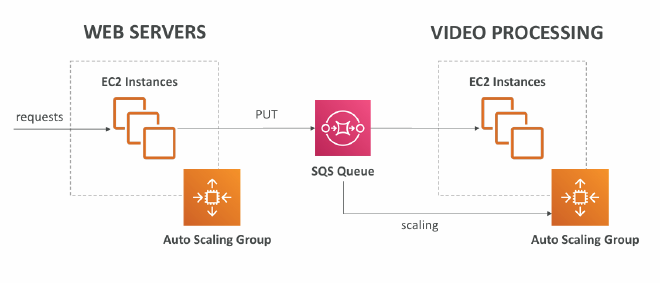 WEB SERVERS
VIDEO PROCESSING
EC2 Instances
EC2 Instances
requests
PUT
SQS Queue
scaling
Auto Scaling Group
Auto Scaling Group